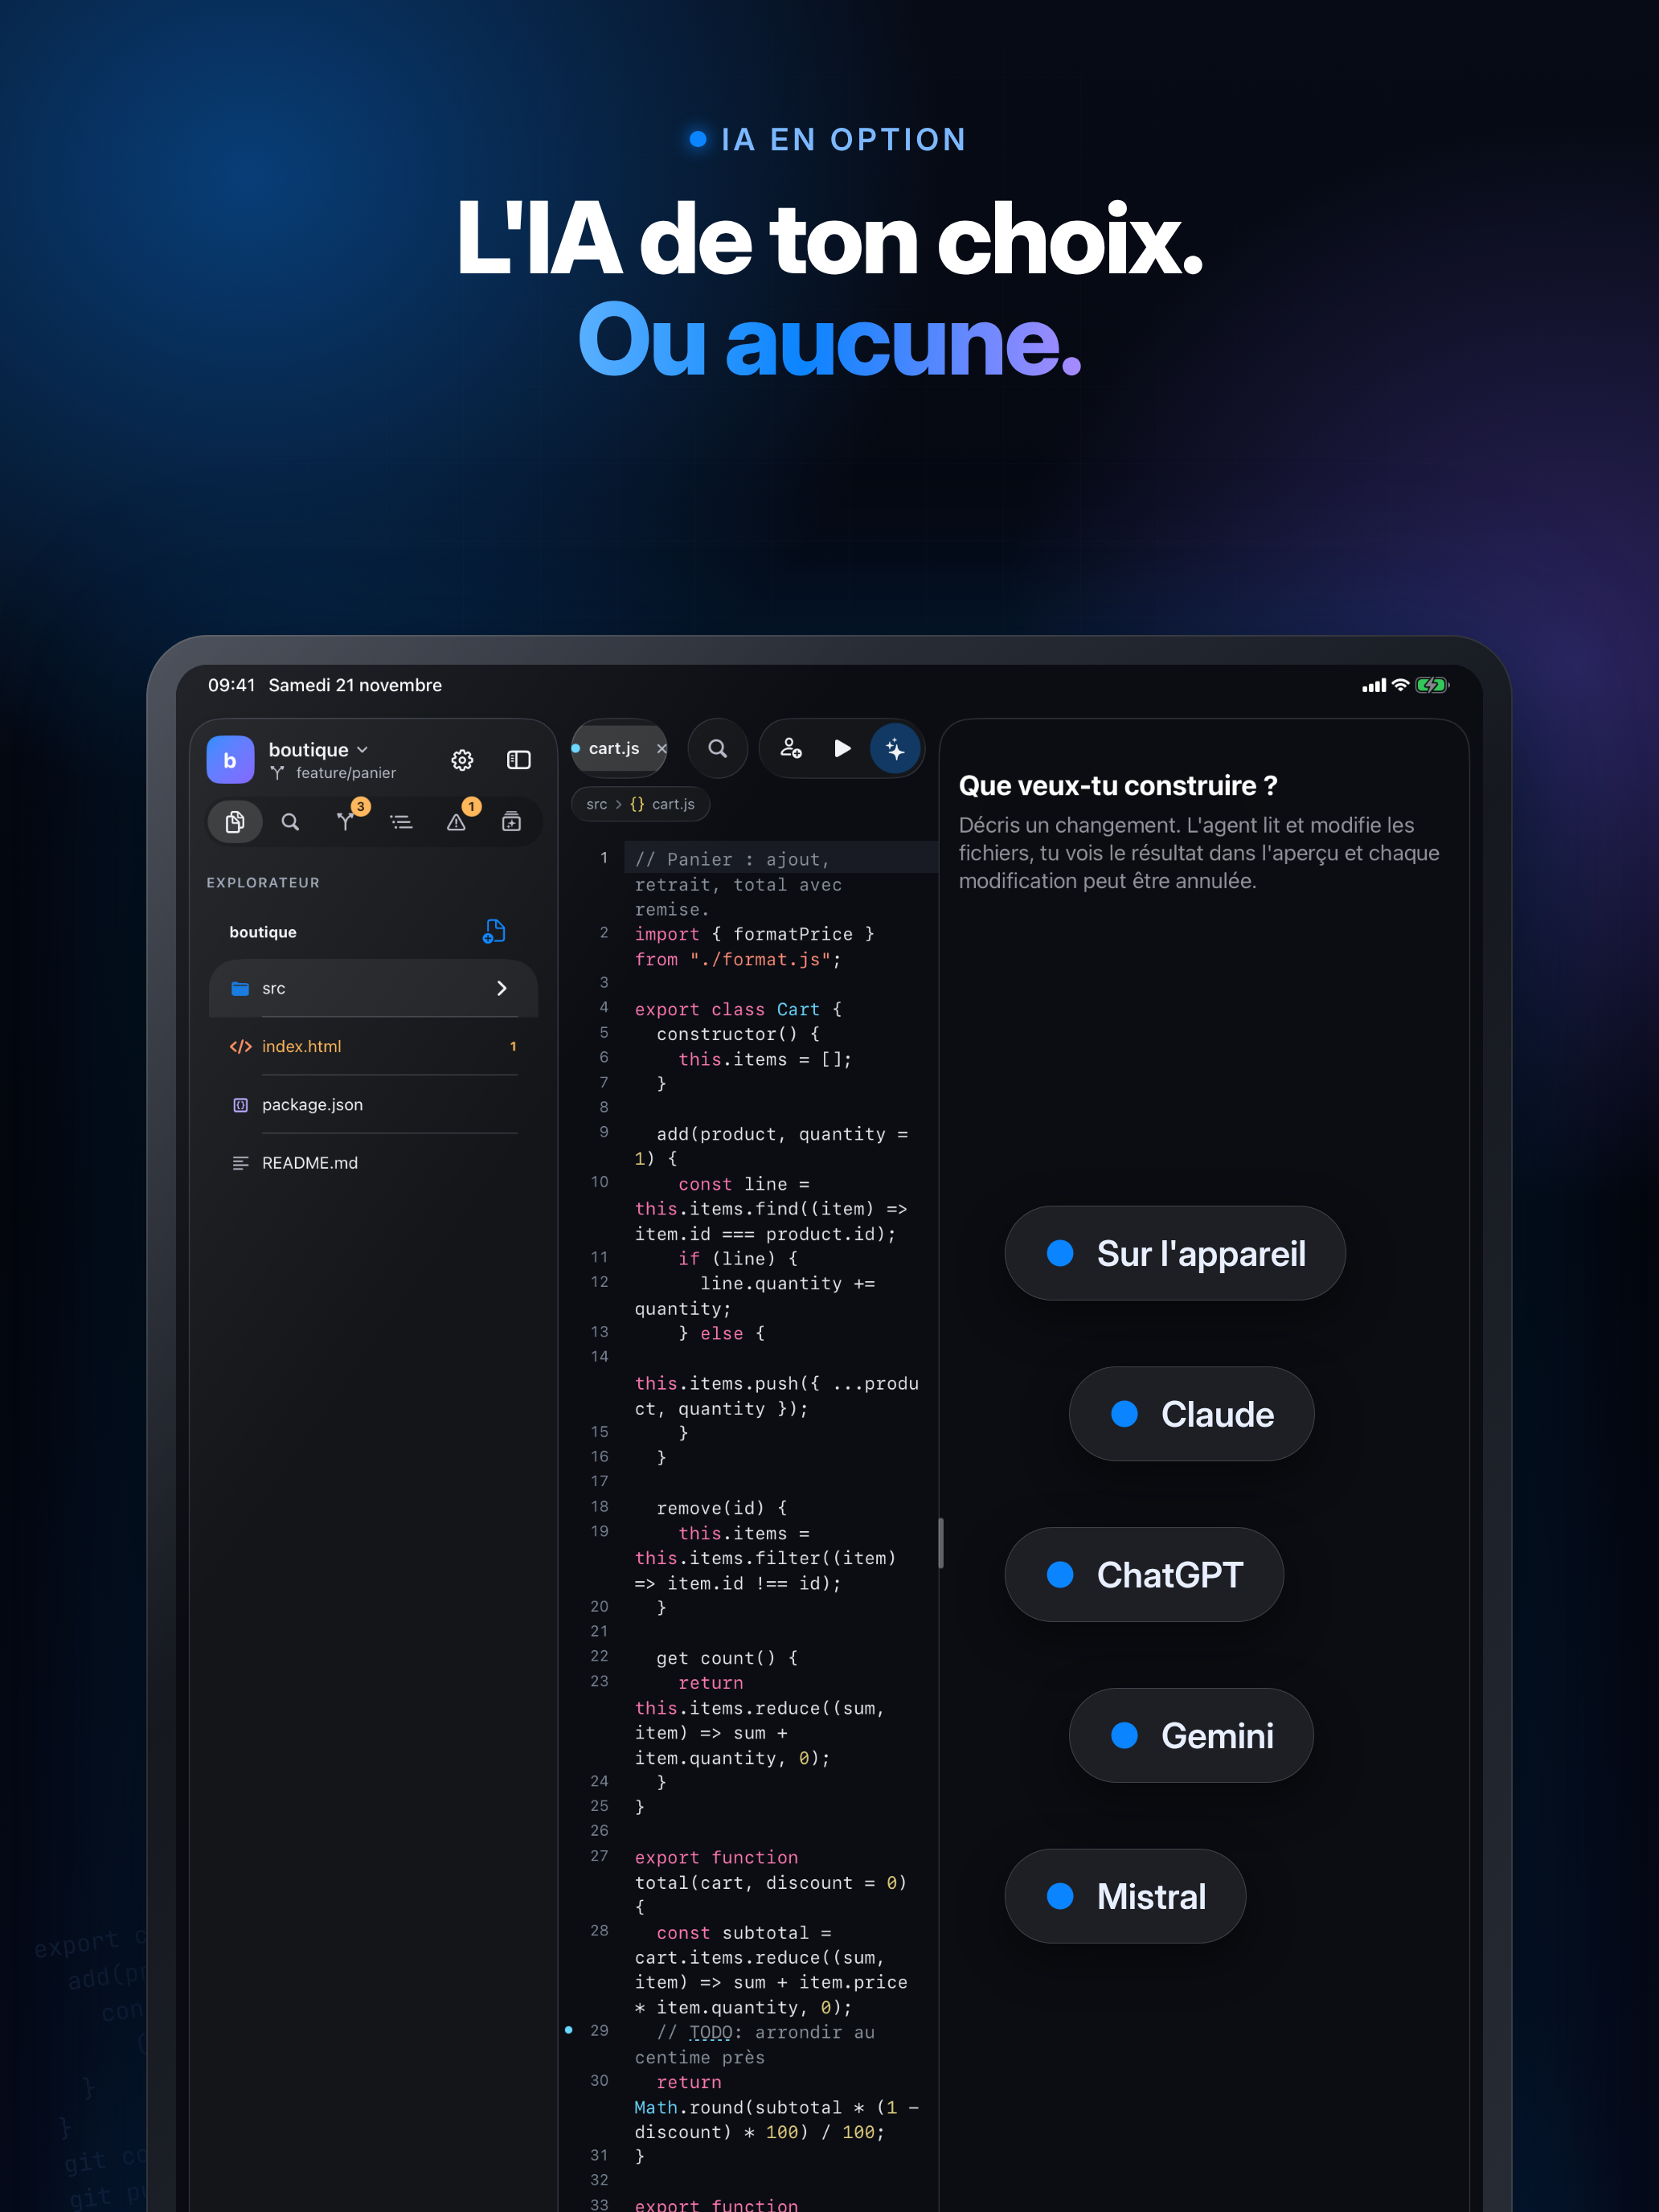 IA EN OPTION
L'IA de ton choix.
Ou aucune.
09:41 Samedi 21 novembre
b
boutique
feature/panier
3
1
EXPLORATEUR
boutique
src
index.html 1
package.json
README.md
cart.js
src > {} cart.js
1 // Panier : ajout,
retrait, total avec
remise.
2 import { formatPrice }
from "./format.js";
3
4 export class Cart {
5 constructor() {
6 this.items = [];
7 }
8
9 add(product, quantity =
1) {
10 const line =
this.items.find((item) =>
item.id === product.id);
11 if (line) {
12 line.quantity +=
quantity;
13 } else {
14
this.items.push({ ...produ
ct, quantity });
15 }
16 }
17
18 remove(id) {
19 this.items =
this.items.filter((item)
=> item.id !== id);
20 }
21
22 get count() {
23 return
this.items.reduce((sum,
item) => sum +
item.quantity, 0);
24 }
25 }
26
27 export function
total(cart, discount = 0)
{
28 const subtotal =
cart.items.reduce((sum,
item) => sum + item.price
* item.quantity, 0);
29 // TODO: arrondir au
centime près
30 return
Math.round(subtotal * (1 -
discount) * 100) / 100;
31 }
32
33 export function
Que veux-tu construire ?
Décris un changement. L'agent lit et modifie les
fichiers, tu vois le résultat dans l'aperçu et chaque
modification peut être annulée.
Sur l'appareil
Claude
ChatGPT
Gemini
Mistral
export c
add(pr
con
(
}
}
git co
git pu